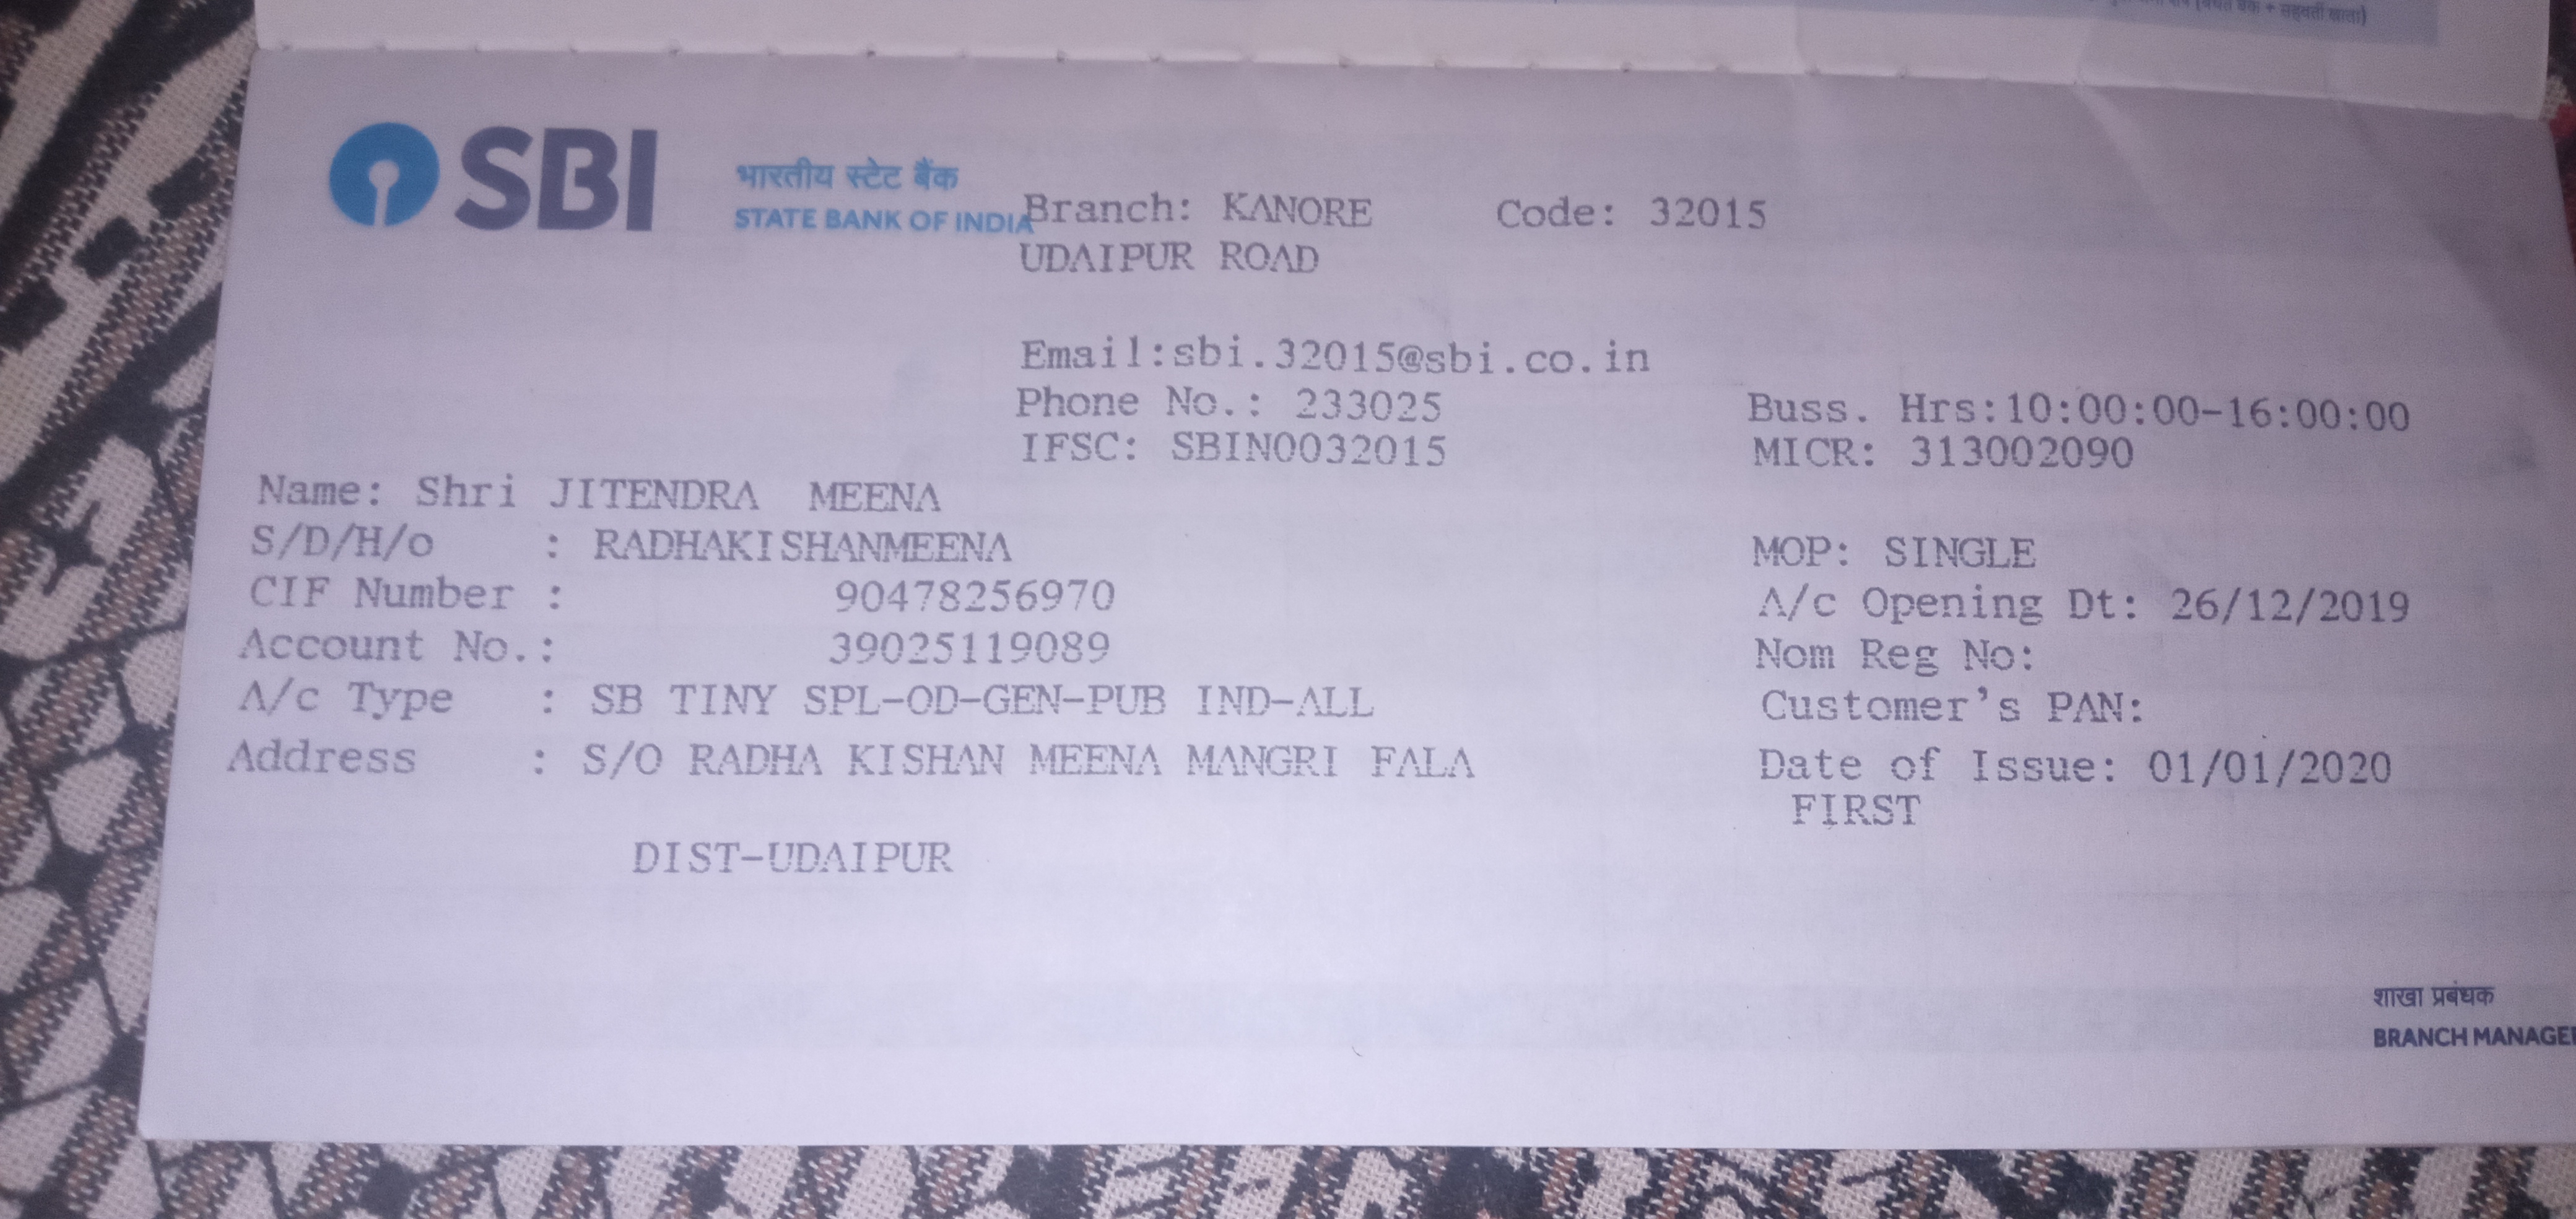 (बचत बैंक + सहवर्ती खाता)
SBI
भारतीय स्टेट बैंक
STATE BANK OF INDIA
Branch: KANORE Code: 32015
UDAIPUR ROAD
Email:sbi.32015@sbi.co.in
Phone No.: 233025 Buss. Hrs:10:00:00-16:00:00
IFSC: SBIN0032015 MICR: 313002090
Name: Shri JITENDRA MEENA
S/D/H/o : RADHAKISHANMEENA MOP: SINGLE
CIF Number : 90478256970 A/c Opening Dt: 26/12/2019
Account No.: 39025119089 Nom Reg No:
A/c Type : SB TINY SPL-OD-GEN-PUB IND-ALL Customer's PAN:
Address : S/O RADHA KISHAN MEENA MANGRI FALA Date of Issue: 01/01/2020
FIRST
DIST-UDAIPUR
शाखा प्रबंधक
BRANCH MANAGER